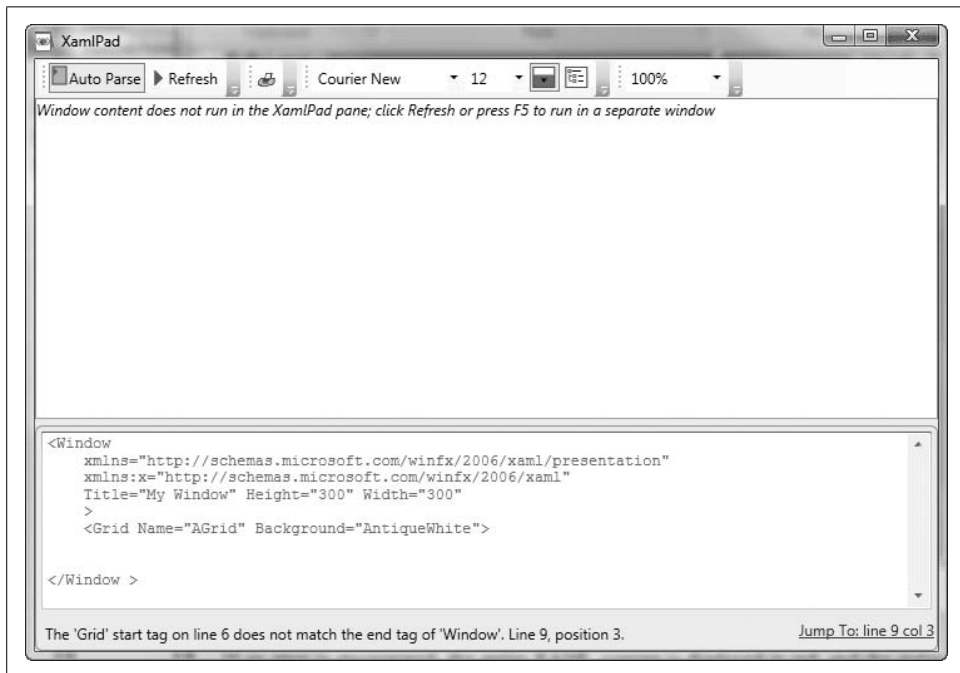 XamlPad
Auto Parse Refresh Courier New 12 100%
Window content does not run in the XamlPad pane; click Refresh or press F5 to run in a separate window
<Window
xmlns="http://schemas.microsoft.com/winfx/2006/xaml/presentation"
xmlns:x="http://schemas.microsoft.com/winfx/2006/xaml"
Title="My Window" Height="300" Width="300"
>
<Grid Name="AGrid" Background="AntiqueWhite">
</Window >
The 'Grid' start tag on line 6 does not match the end tag of 'Window'. Line 9, position 3.
Jump To: line 9 col 3